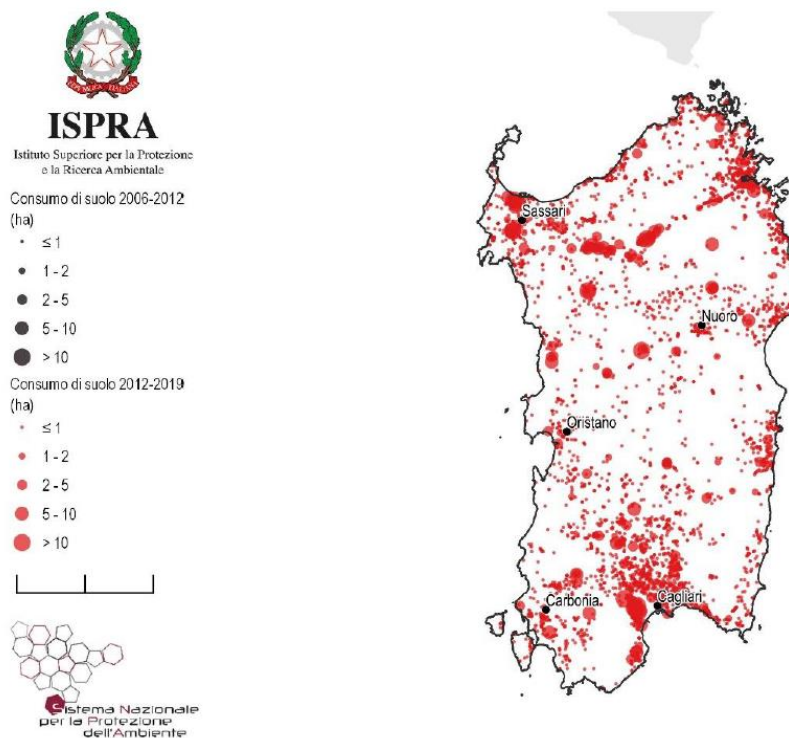 ISPRA
Istituto Superiore per la Protezione
e la Ricerca Ambientale
Consumo di suolo 2006-2012
(ha)
≤ 1
1 - 2
2 - 5
5 - 10
> 10
Consumo di suolo 2012-2019
(ha)
≤ 1
1 - 2
2 - 5
5 - 10
> 10
Sistema Nazionale
per la Protezione
dell'Ambiente
Sassari
Nuoro
Oristano
Carbonia
Cagliari